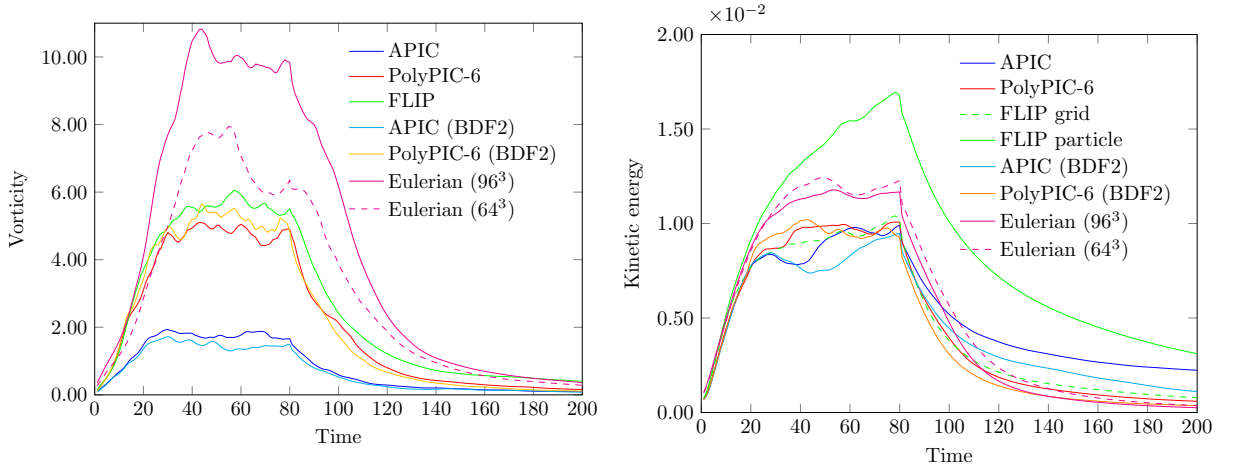 10.00
8.00
6.00
4.00
2.00
0.00
Vorticity
0 20 40 60 80 100 120 140 160 180 200
Time
APIC
PolyPIC-6
FLIP
APIC (BDF2)
PolyPIC-6 (BDF2)
Eulerian (96³)
Eulerian (64³)
×10⁻²
2.00
1.50
1.00
0.50
0.00
Kinetic energy
0 20 40 60 80 100 120 140 160 180 200
Time
APIC
PolyPIC-6
FLIP grid
FLIP particle
APIC (BDF2)
PolyPIC-6 (BDF2)
Eulerian (96³)
Eulerian (64³)